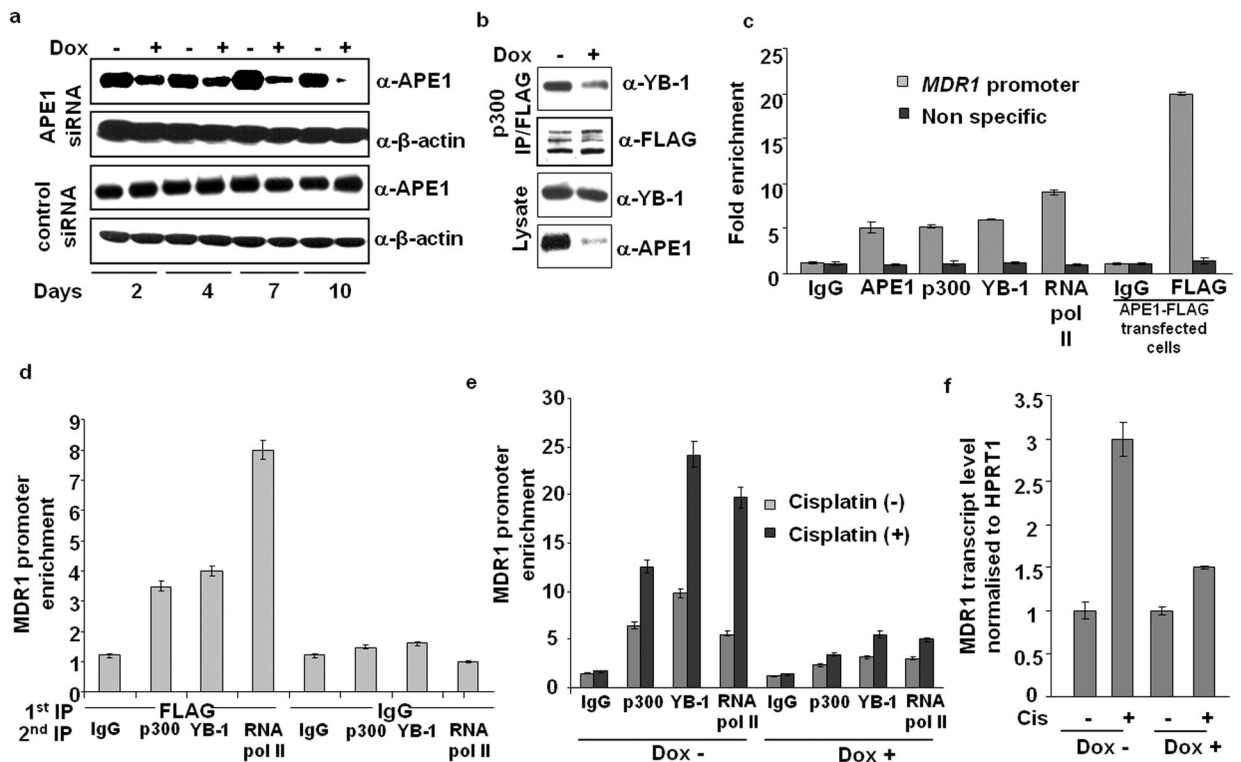 a
Dox - + - + - + - +
APE1 siRNA
α-APE1
α-β-actin
control siRNA
α-APE1
α-β-actin
Days 2 4 7 10
b
Dox - +
p300 IP/FLAG
α-YB-1
α-FLAG
Lysate
α-YB-1
α-APE1
c
Fold enrichment
25
20
15
10
5
0
MDR1 promoter
Non specific
IgG APE1 p300 YB-1 RNA pol II IgG FLAG
APE1-FLAG transfected cells
d
MDR1 promoter enrichment
9
8
7
6
5
4
3
2
1
0
1st IP FLAG IgG
2nd IP IgG p300 YB-1 RNA pol II IgG p300 YB-1 RNA pol II
e
MDR1 promoter enrichment
30
25
20
15
10
5
0
Cisplatin (-)
Cisplatin (+)
IgG p300 YB-1 RNA pol II IgG p300 YB-1 RNA pol II
Dox - Dox +
f
MDR1 transcript level normalised to HPRT1
3.5
3
2.5
2
1.5
1
0.5
0
Cis - + - +
Dox - Dox +